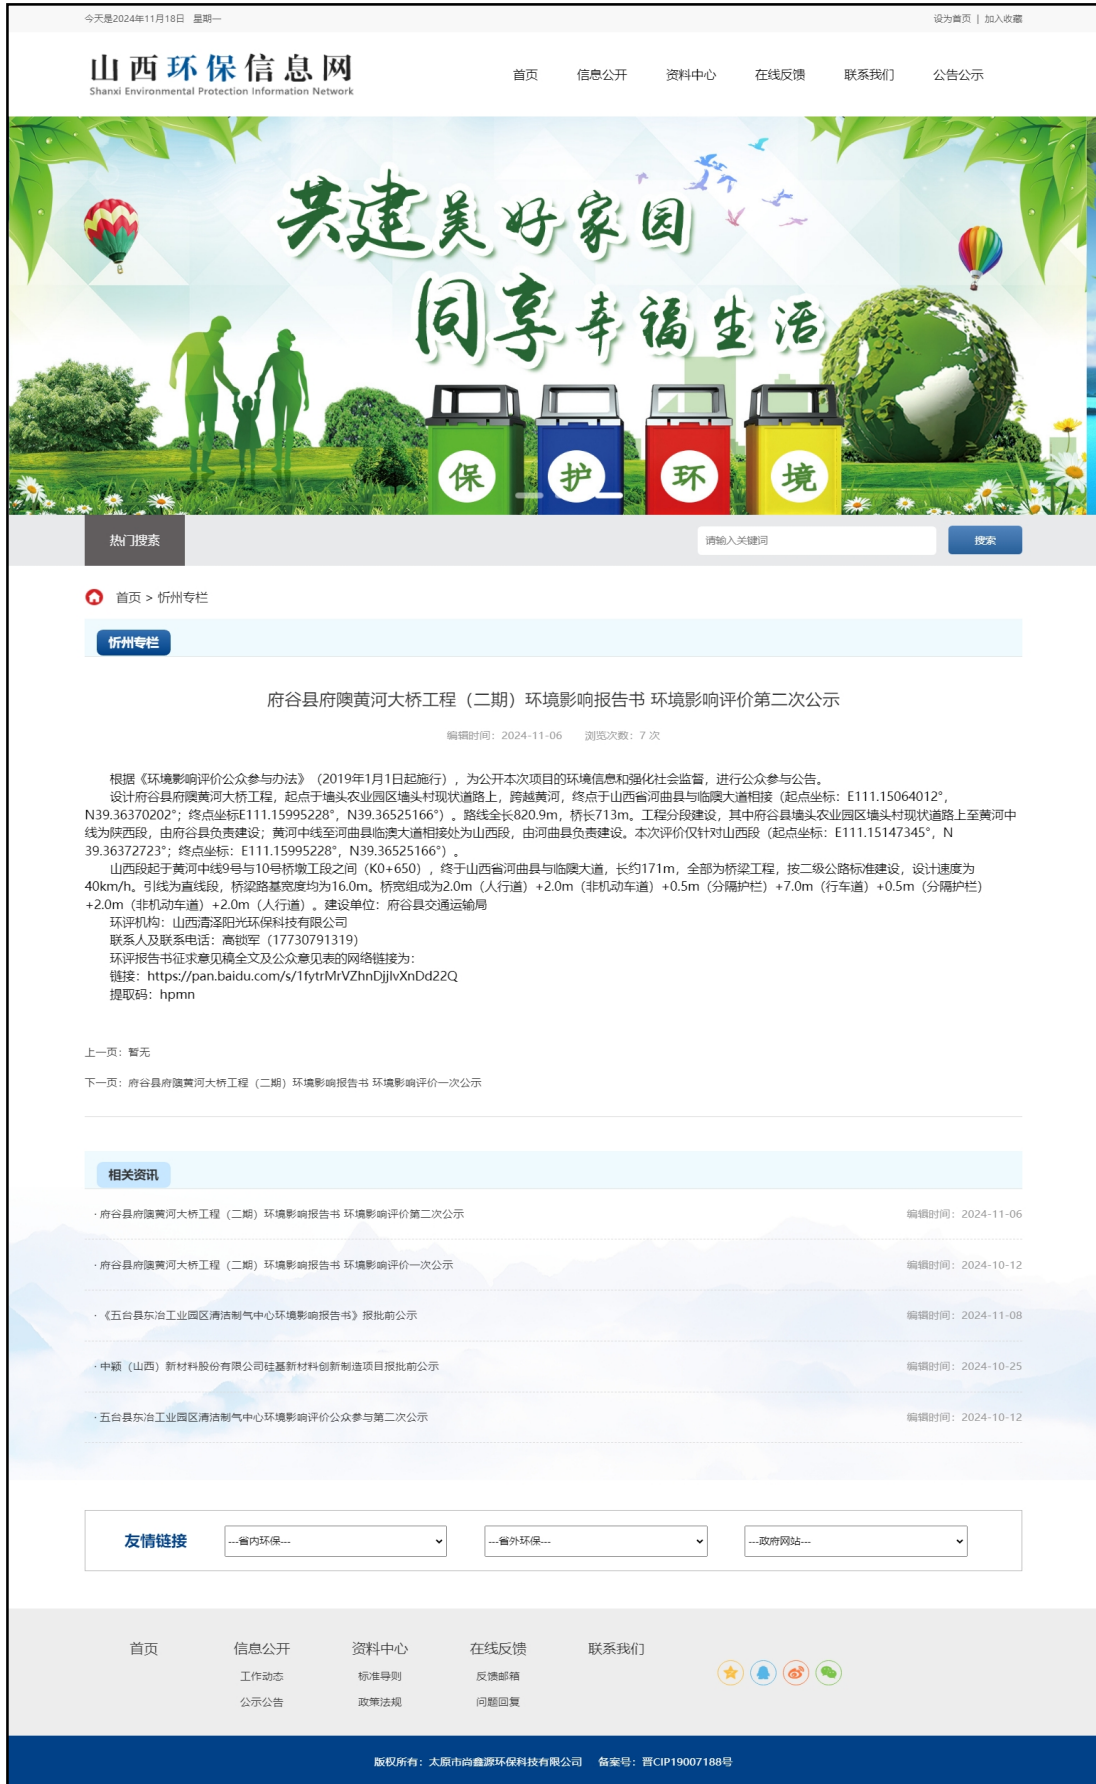 今天是2024年11月18日 星期一
设为首页 | 加入收藏
山西环保信息网
Shanxi Environmental Protection Information Network
首页 信息公开 资料中心 在线反馈 联系我们 公告公示
共建美好家园
同享幸福生活
保 护 环 境
热门搜素
请输入关键词
搜索
首页 > 忻州专栏
忻州专栏
府谷县府隩黄河大桥工程（二期）环境影响报告书 环境影响评价第二次公示
编辑时间：2024-11-06 浏览次数：7 次
根据《环境影响评价公众参与办法》（2019年1月1日起施行），为公开本次项目的环境信息和强化社会监督，进行公众参与公告。
设计府谷县府隩黄河大桥工程，起点于墙头农业园区墙头村现状道路上，跨越黄河，终点于山西省河曲县与临隩大道相接（起点坐标：E111.15064012°，
N39.36370202°；终点坐标E111.15995228°，N39.36525166°）。路线全长820.9m，桥长713m。工程分段建设，其中府谷县墙头农业园区墙头村现状道路上至黄河中
线为陕西段，由府谷县负责建设；黄河中线至河曲县临澳大道相接处为山西段，由河曲县负责建设。本次评价仅针对山西段（起点坐标：E111.15147345°，N
39.36372723°；终点坐标：E111.15995228°，N39.36525166°）。
山西段起于黄河中线9号与10号桥墩工段之间（K0+650），终于山西省河曲县与临隩大道，长约171m，全部为桥梁工程，按二级公路标准建设，设计速度为
40km/h。引线为直线段，桥梁路基宽度均为16.0m。桥宽组成为2.0m（人行道）+2.0m（非机动车道）+0.5m（分隔护栏）+7.0m（行车道）+0.5m（分隔护栏）
+2.0m（非机动车道）+2.0m（人行道）。建设单位：府谷县交通运输局
环评机构：山西清泽阳光环保科技有限公司
联系人及联系电话：高锁军（17730791319）
环评报告书征求意见稿全文及公众意见表的网络链接为：
链接：https://pan.baidu.com/s/1fytrMrVZhnDjjlvXnDd22Q
提取码：hpmn
上一页：暂无
下一页：府谷县府隩黄河大桥工程（二期）环境影响报告书 环境影响评价一次公示
相关资讯
· 府谷县府隩黄河大桥工程（二期）环境影响报告书 环境影响评价第二次公示 编辑时间：2024-11-06
· 府谷县府隩黄河大桥工程（二期）环境影响报告书 环境影响评价一次公示 编辑时间：2024-10-12
· 《五台县东冶工业园区清洁制气中心环境影响报告书》报批前公示 编辑时间：2024-11-08
· 中颖（山西）新材料股份有限公司硅基新材料创新制造项目报批前公示 编辑时间：2024-10-25
· 五台县东冶工业园区清洁制气中心环境影响评价公众参与第二次公示 编辑时间：2024-10-12
友情链接 ---省内环保--- ---省外环保--- ---政府网站---
首页 信息公开 资料中心 在线反馈 联系我们
工作动态 标准导则 反馈邮箱
公示公告 政策法规 问题回复
版权所有：太原市尚鑫源环保科技有限公司 备案号：晋CIP19007188号